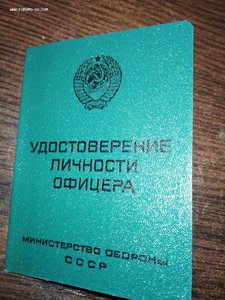 УДОСТОВЕРЕНИЕ
ЛИЧНОСТИ
ОФИЦЕРА
МИНИСТЕРСТВО ОБОРОНЫ
СССР